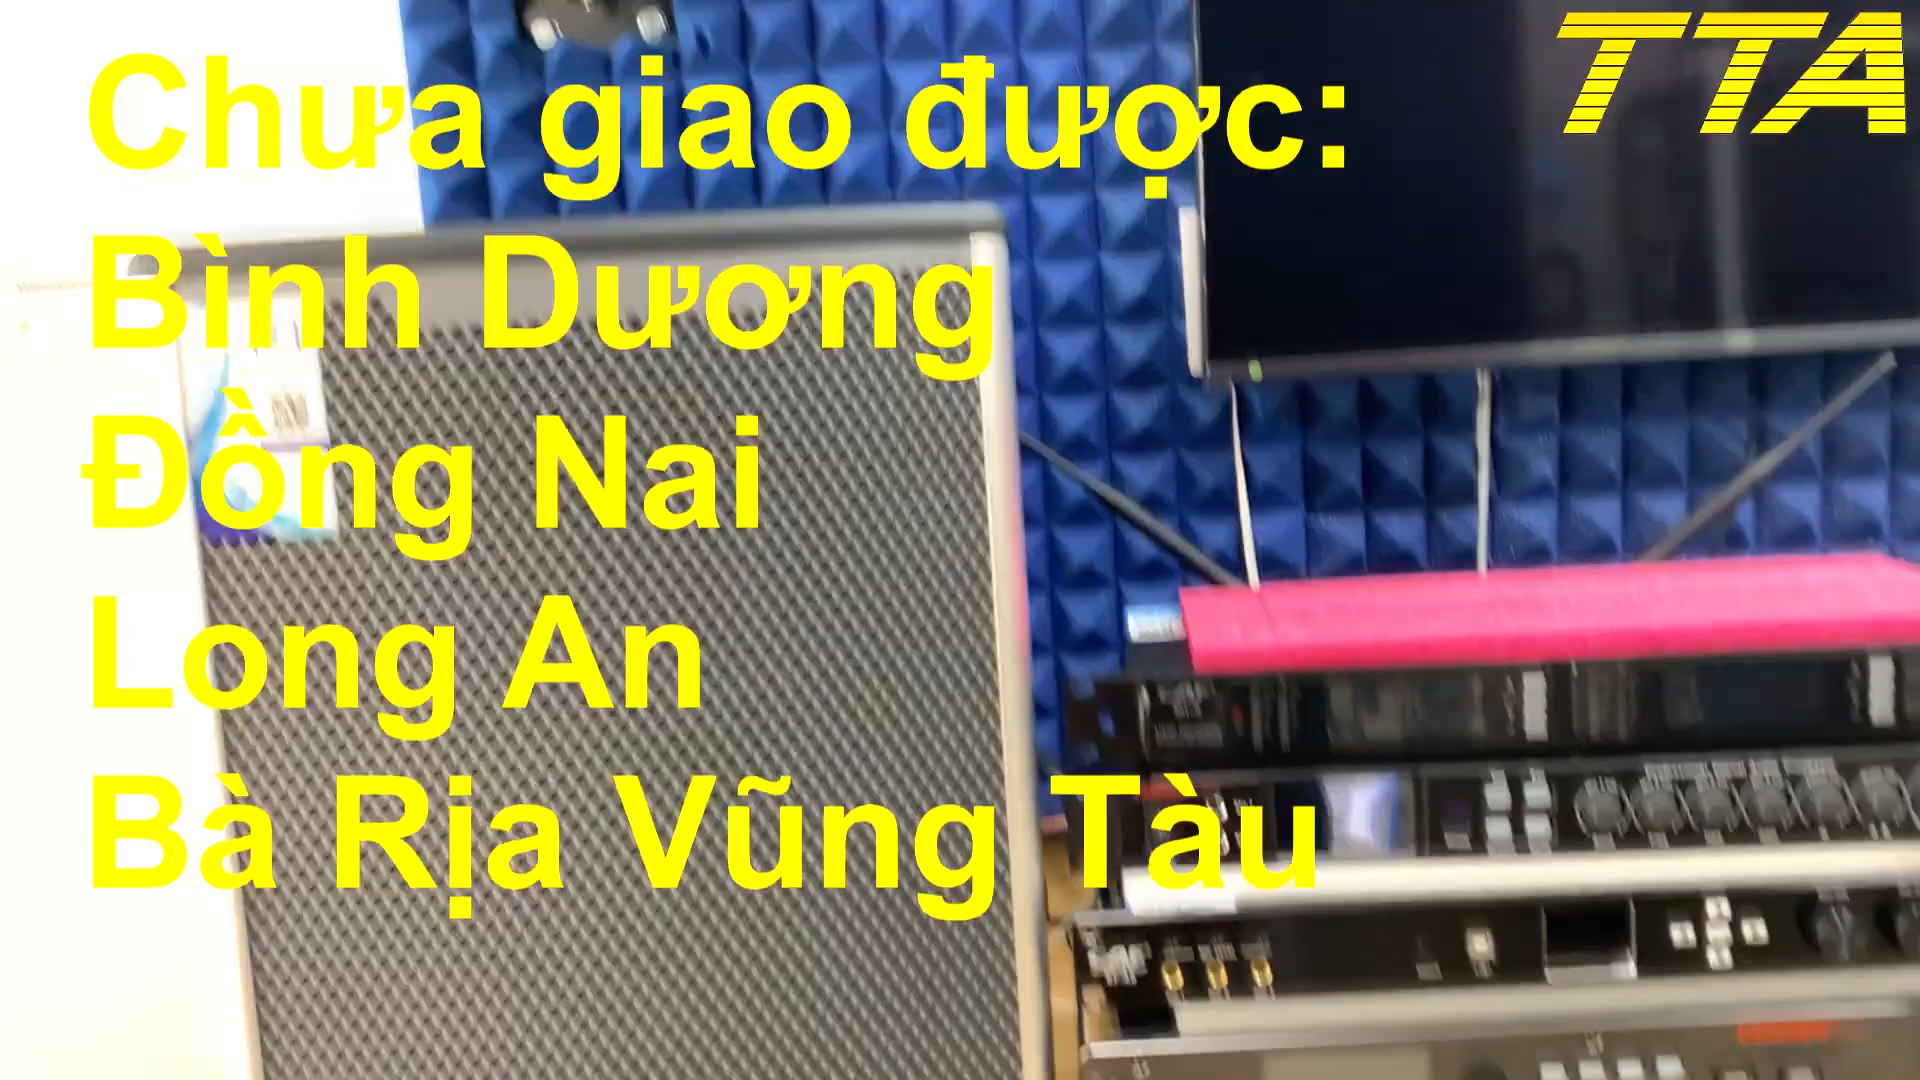 TTA
Chưa giao được:
Bình Dương
Đồng Nai
Long An
Bà Rịa Vũng Tàu